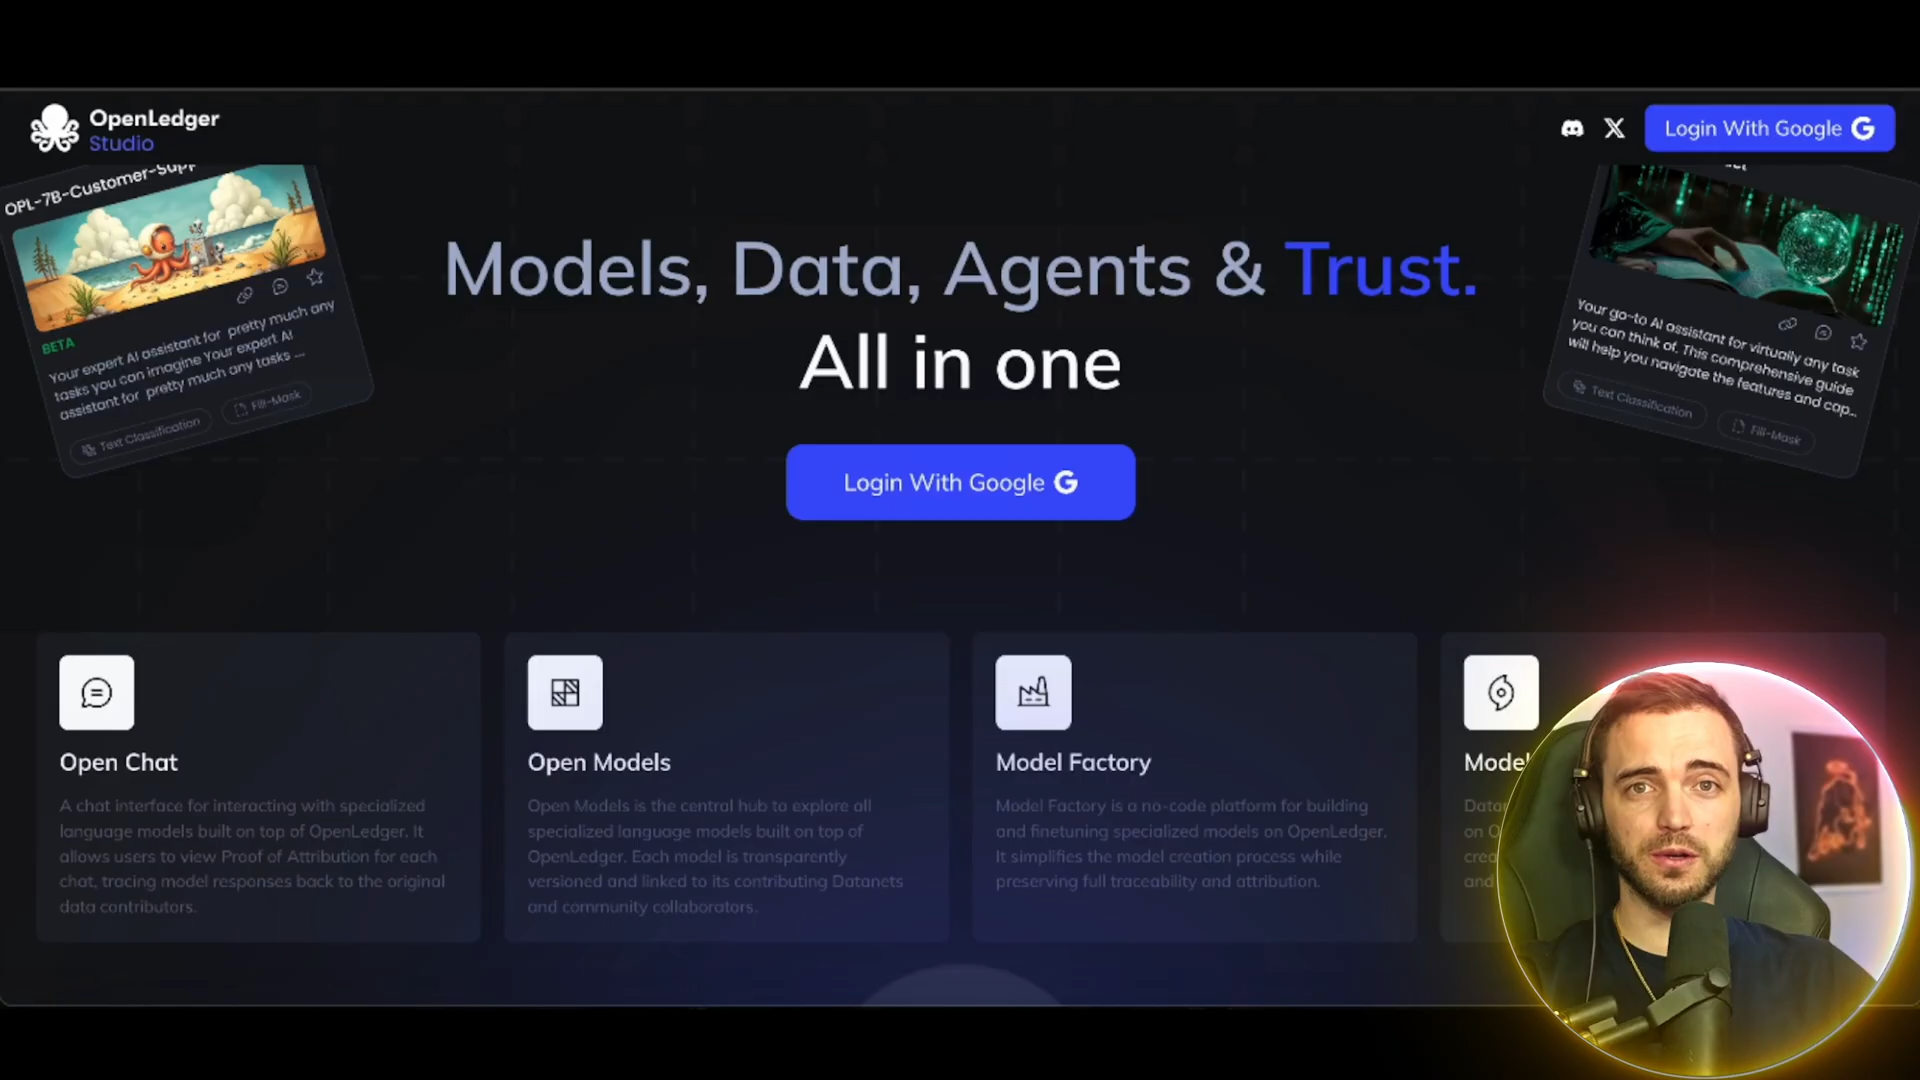 OpenLedger
Studio
Login With Google
OPL-7B-Customer-Supp
BETA
Your expert AI assistant for pretty much any
tasks you can imagine Your expert AI
assistant for pretty much any tasks ...
Text Classification
Fill-Mask
Models, Data, Agents & Trust.
All in one
Login With Google
Your go-to AI assistant for virtually any task
you can think of. This comprehensive guide
will help you navigate the features and cap...
Text Classification
Fill-Mask
Open Chat
A chat interface for interacting with specialized
language models built on top of OpenLedger. It
allows users to view Proof of Attribution for each
chat, tracing model responses back to the original
data contributors.
Open Models
Open Models is the central hub to explore all
specialized language models built on top of
OpenLedger. Each model is transparently
versioned and linked to its contributing Datanets
and community collaborators.
Model Factory
Model Factory is a no-code platform for building
and finetuning specialized models on OpenLedger.
It simplifies the model creation process while
preserving full traceability and attribution.
Model
and